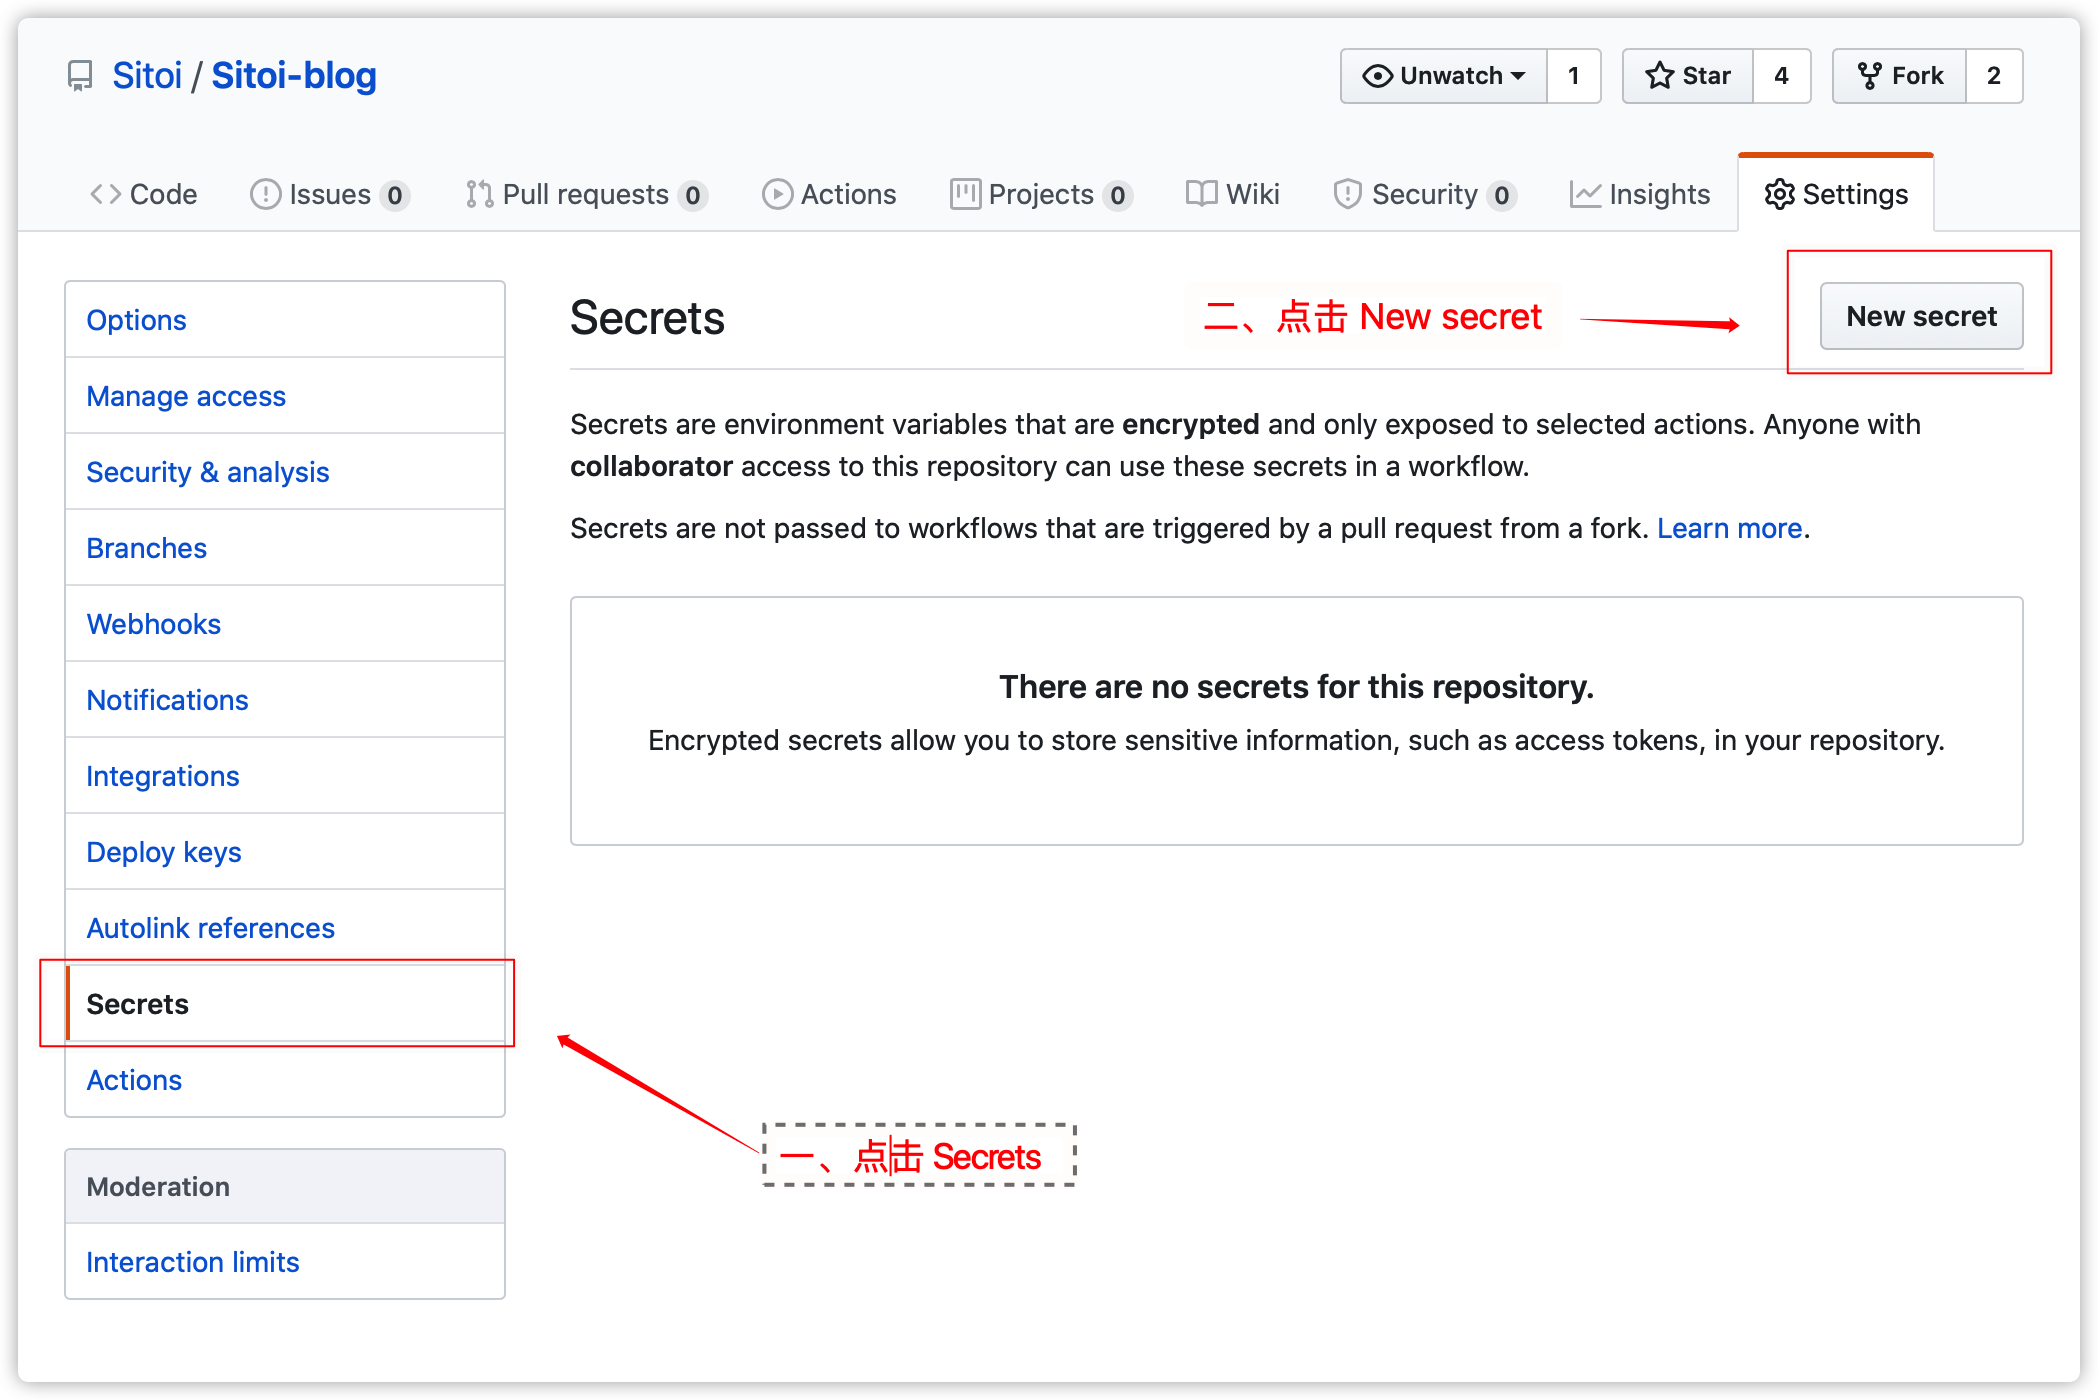 Sitoi / Sitoi-blog
Unwatch 1
Star 4
Fork 2
Code
Issues 0
Pull requests 0
Actions
Projects 0
Wiki
Security 0
Insights
Settings
Options
Manage access
Security & analysis
Branches
Webhooks
Notifications
Integrations
Deploy keys
Autolink references
Secrets
Actions
Moderation
Interaction limits
Secrets
二、点击 New secret
New secret
Secrets are environment variables that are encrypted and only exposed to selected actions. Anyone with
collaborator access to this repository can use these secrets in a workflow.
Secrets are not passed to workflows that are triggered by a pull request from a fork. Learn more.
There are no secrets for this repository.
Encrypted secrets allow you to store sensitive information, such as access tokens, in your repository.
一、点击 Secrets